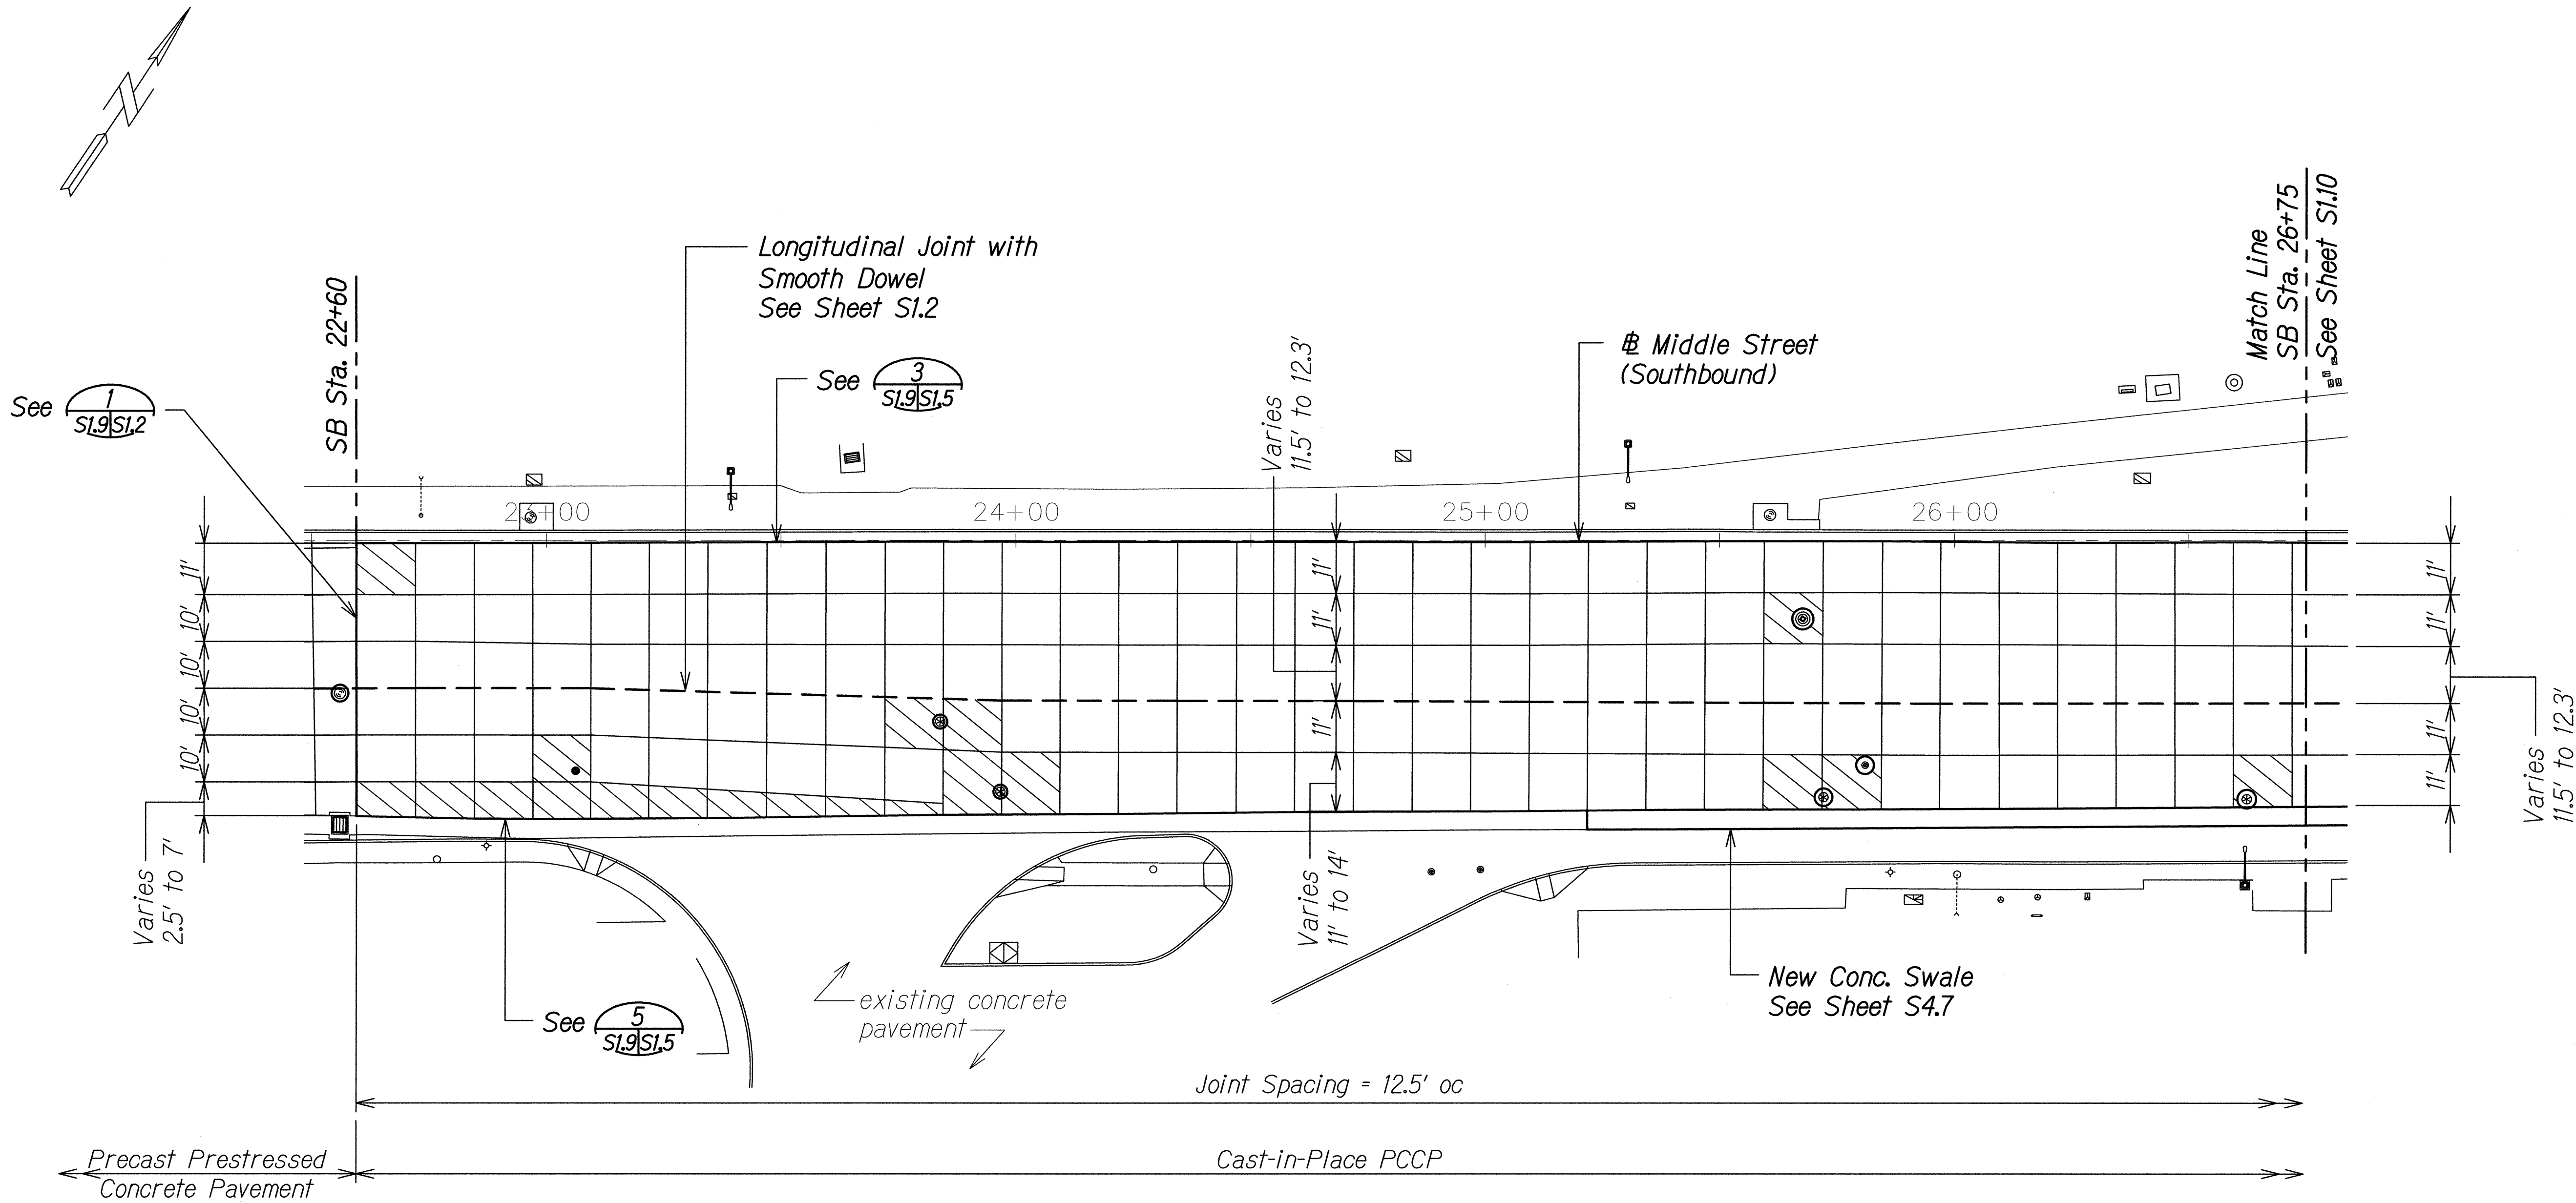 N
Longitudinal Joint with
Smooth Dowel
See Sheet S1.2
SB Sta. 22+60
See 3
S1.9 S1.5
See 1
S1.9 S1.2
Varies
11.5' to 12.3'
℄ Middle Street
(Southbound)
Match Line
SB Sta. 26+75
See Sheet S1.10
23+00
24+00
25+00
26+00
11'
10'
10'
10'
10'
Varies
2.5' to 7'
11'
11'
11'
Varies
11' to 14'
11'
11'
11'
11'
Varies
11.5' to 12.3'
See 5
S1.9 S1.5
existing concrete
pavement
New Conc. Swale
See Sheet S4.7
Joint Spacing = 12.5' oc
Precast Prestressed
Concrete Pavement
Cast-in-Place PCCP